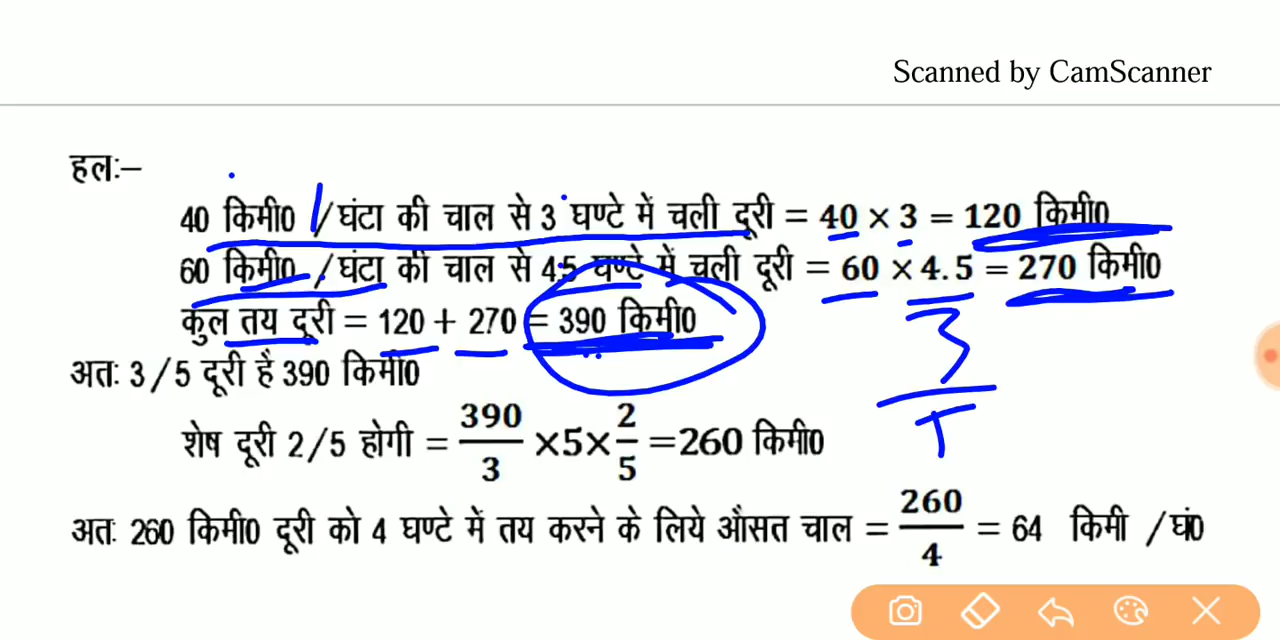 Scanned by CamScanner
हलः–
40 किमी0 /घंटा की चाल से 3 घण्टे में चली दूरी = 40 × 3 = 120 किमी0
60 किमी0 /घंटा की चाल से 4.5 घण्टे में चली दूरी = 60 × 4.5 = 270 किमी0
कुल तय दूरी = 120 + 270 = 390 किमी0
3
अतः 3/5 दूरी है 390 किमी0
शेष दूरी 2/5 होगी = 390/3 ×5× 2/5 =260 किमी0
अतः 260 किमी0 दूरी को 4 घण्टे में तय करने के लिये औसत चाल = 260/4 = 64 किमी /घं0